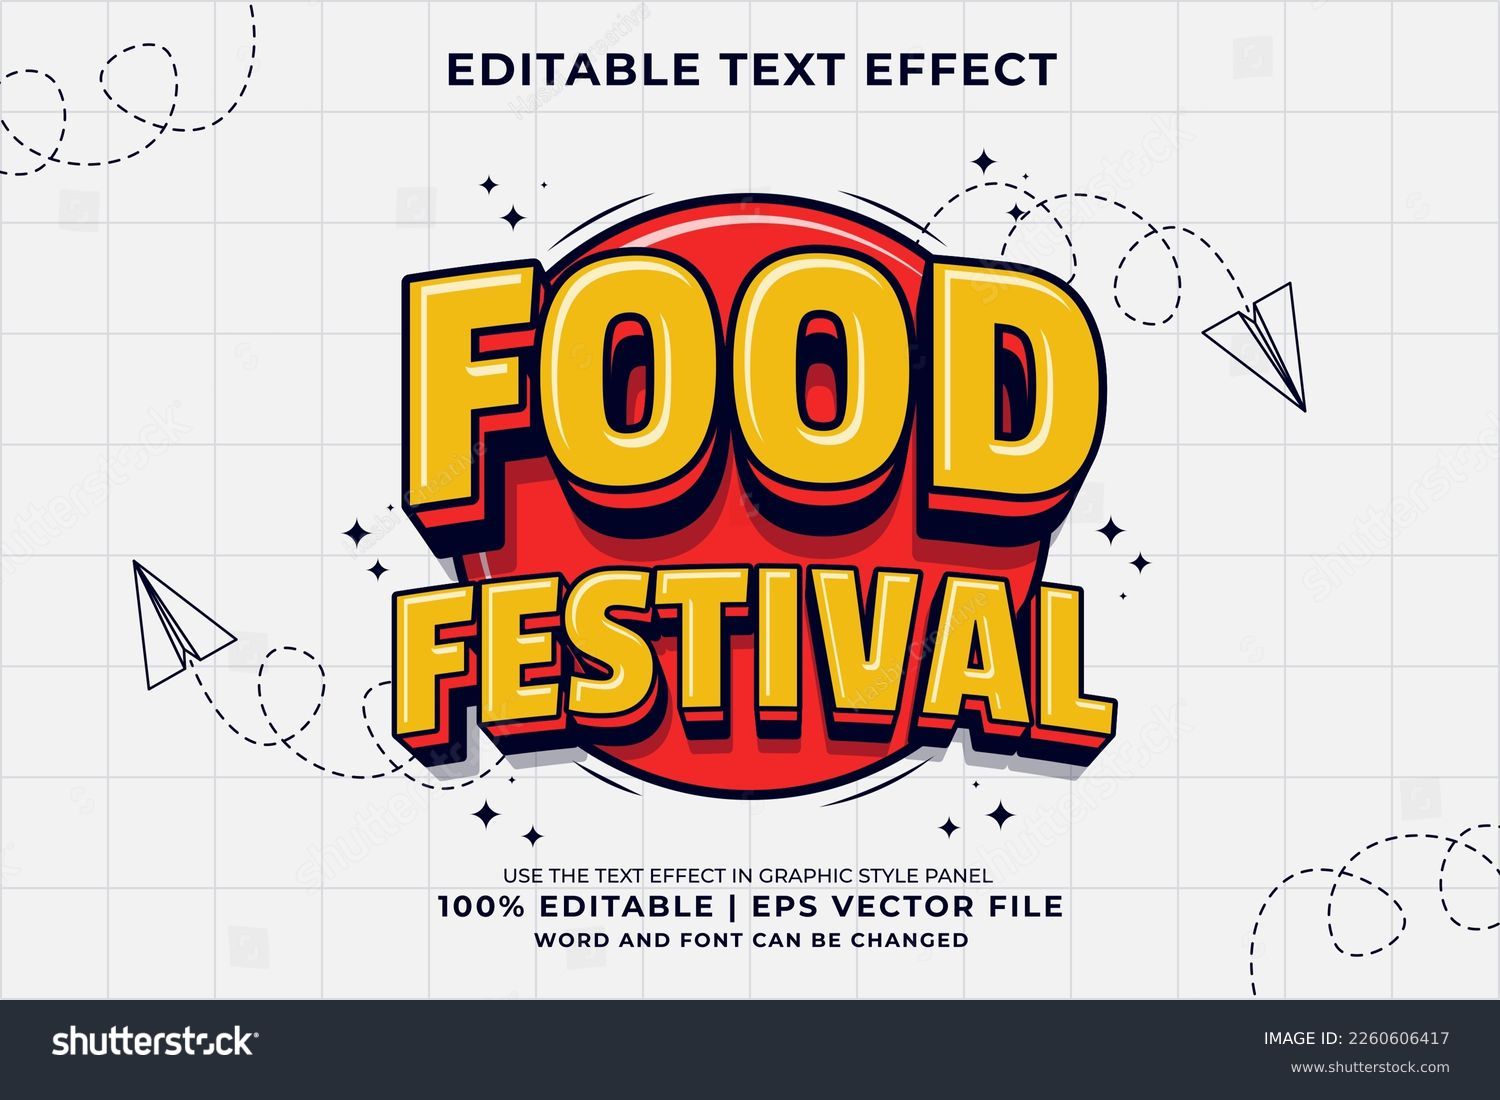 EDITABLE TEXT EFFECT
FOOD
FESTIVAL
USE THE TEXT EFFECT IN GRAPHIC STYLE PANEL
100% EDITABLE | EPS VECTOR FILE
WORD AND FONT CAN BE CHANGED
shutterstock
IMAGE ID: 2260606417
www.shutterstock.com